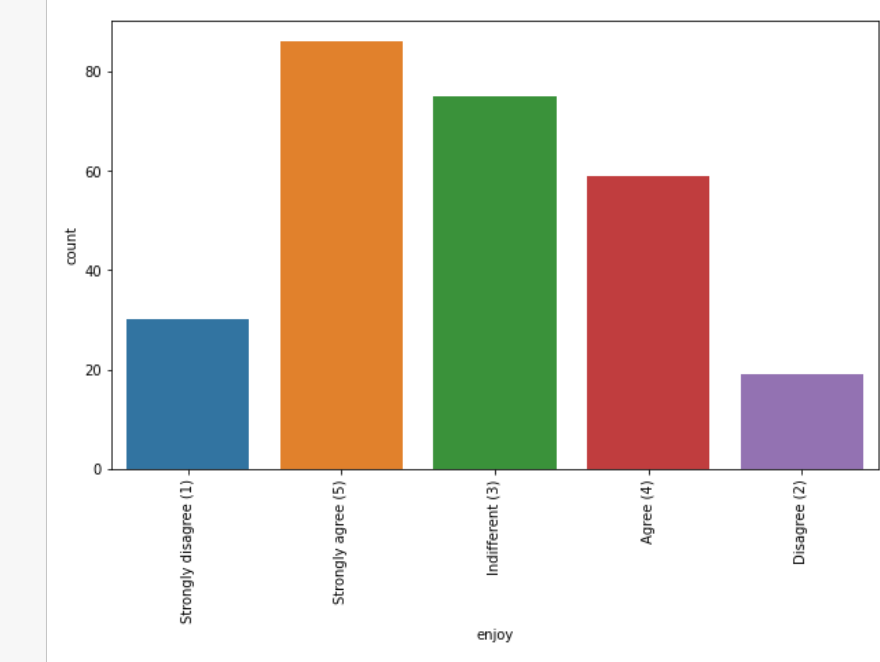 80
60
40
20
0
count
Strongly disagree (1)
Strongly agree (5)
Indifferent (3)
Agree (4)
Disagree (2)
enjoy